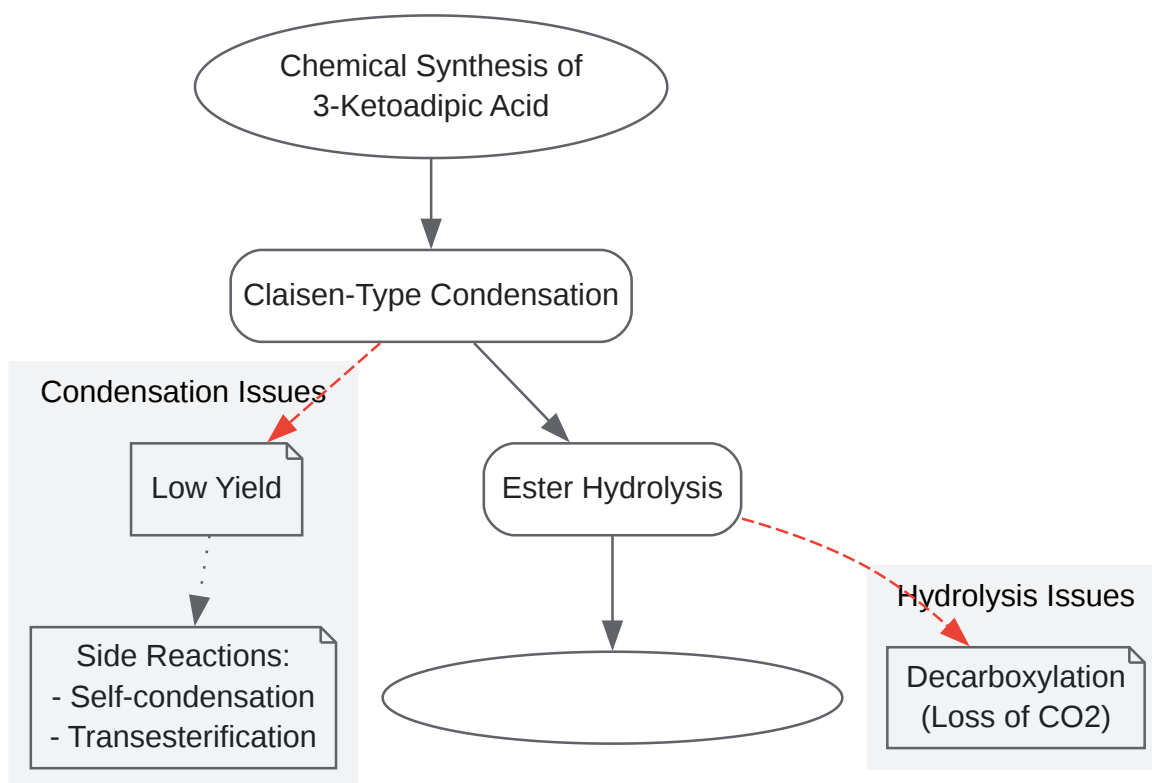 Chemical Synthesis of
3-Ketoadipic Acid
Claisen-Type Condensation
Condensation Issues
Low Yield
Ester Hydrolysis
Side Reactions:
- Self-condensation
- Transesterification
Hydrolysis Issues
Decarboxylation
(Loss of CO2)